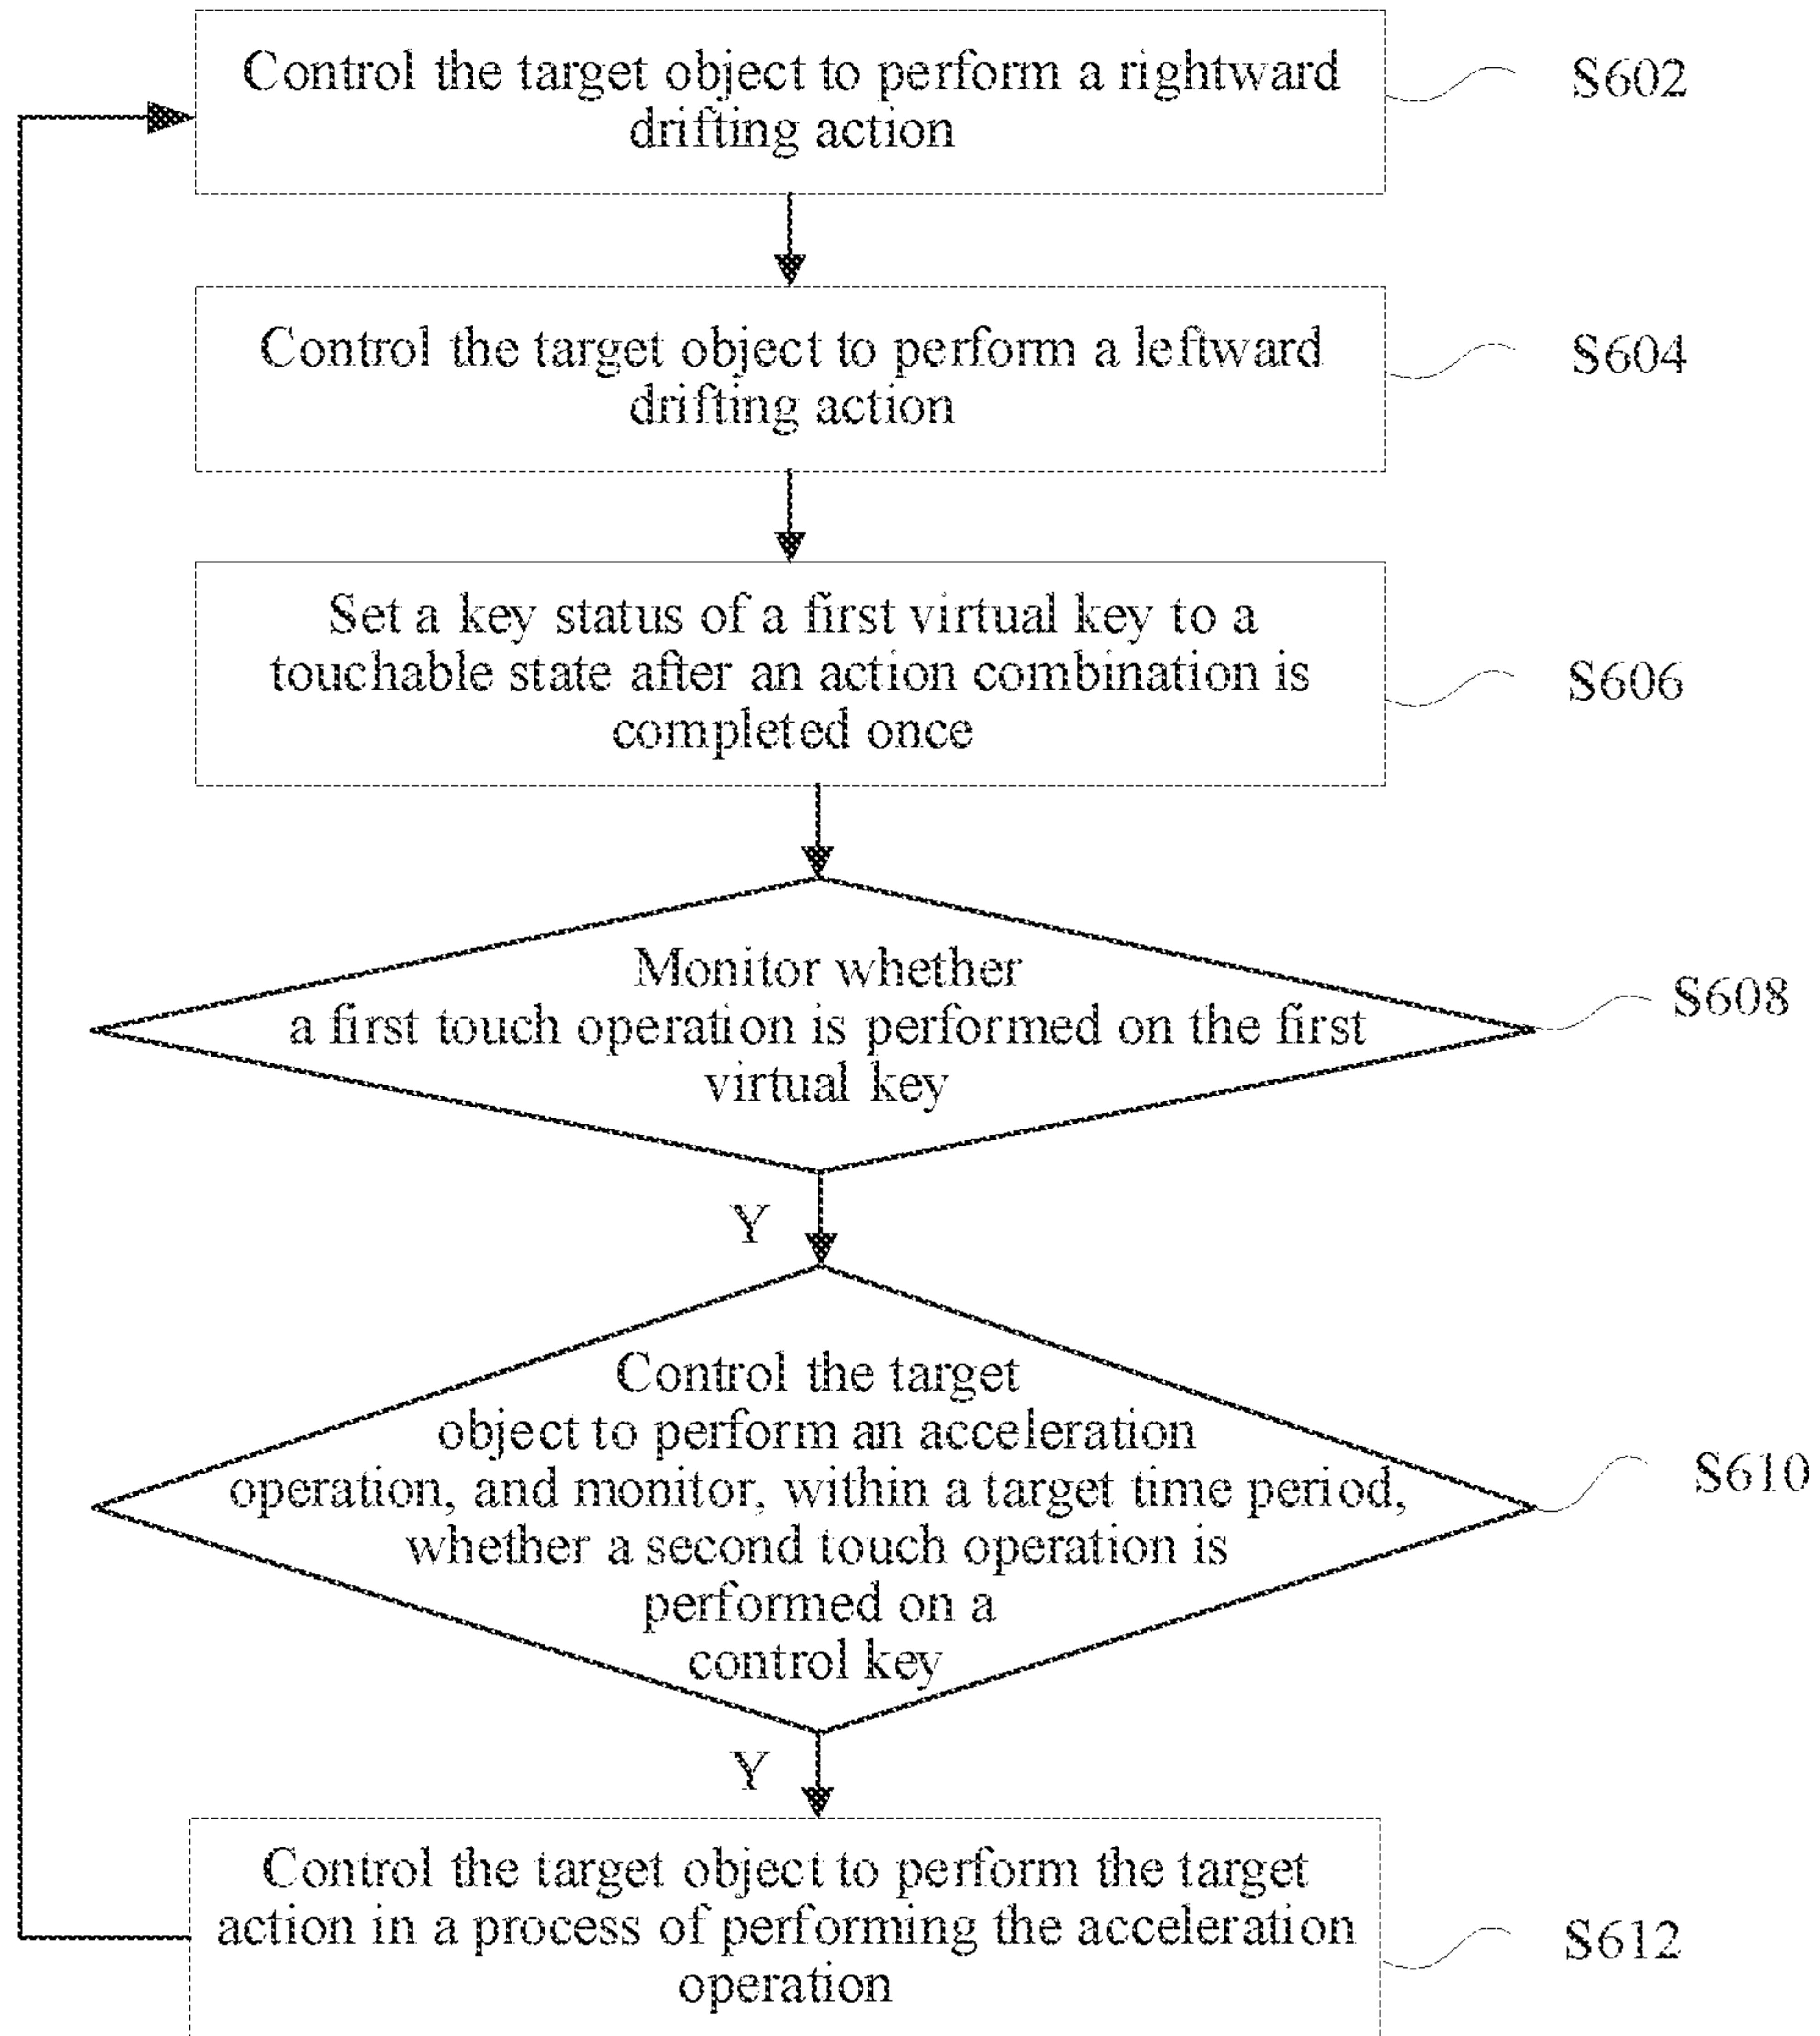 Control the target object to perform a rightward
drifting action
S602
Control the target object to perform a leftward
drifting action
S604
Set a key status of a first virtual key to a
touchable state after an action combination is
completed once
S606
Monitor whether
a first touch operation is performed on the first
virtual key
S608
Y
Control the target
object to perform an acceleration
operation, and monitor, within a target time period,
whether a second touch operation is
performed on a
control key
S610
Y
Control the target object to perform the target
action in a process of performing the acceleration
operation
S612